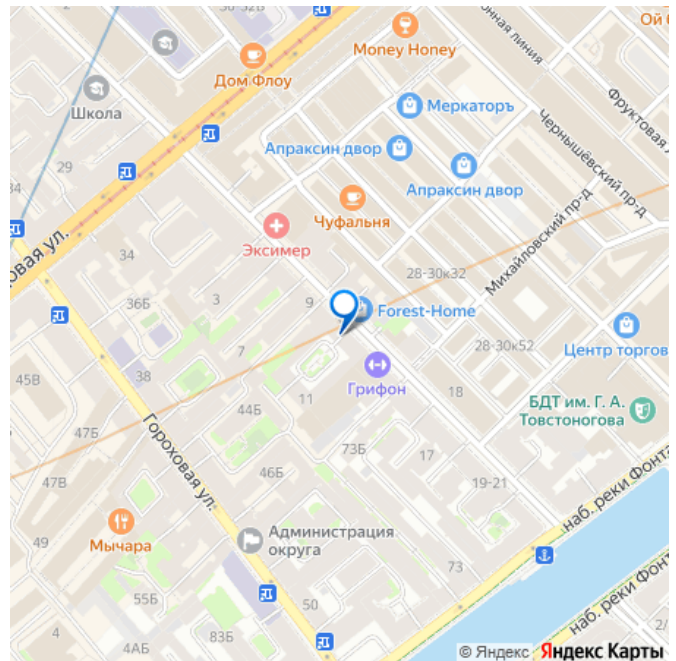 Ой
Money Honey
онная линия
Дом Флоу
Школа
Меркаторъ
Фруктовая
Чернышёвский пр-д
Апраксин двор
29
Апраксин двор
34
Чуфальня
Михайловский пр-д
Эксимер
овая ул.
34
28-30к32
36Б
3
9
Forest-Home
7
28-30к52
Центр торгов
38
Грифон
45В
11
18
БДТ им. Г. А.
Товстоногова
44Б
Гороховая ул.
47Б
73Б
17
46Б
19-21
47В
наб. реки Фонта
Администрация
округа
49
Мычара
73
55Б
50
наб. реки Фонт
4
83Б
2/
4АБ
© Яндекс Яндекс Карты